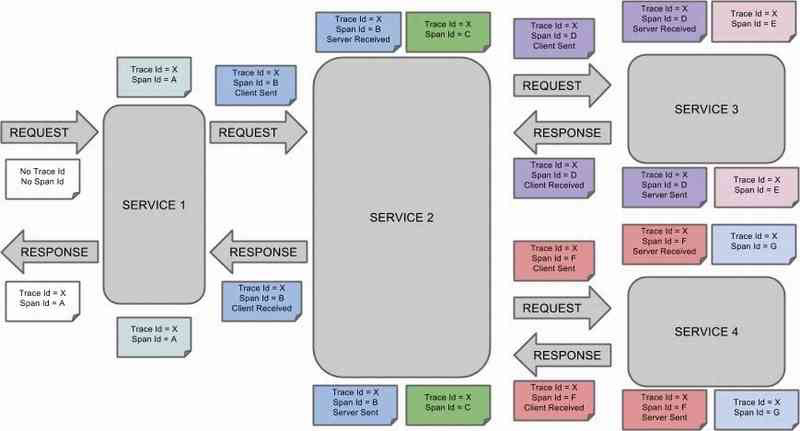 Trace Id = X
Span Id = A
REQUEST
No Trace Id
No Span Id
SERVICE 1
RESPONSE
Trace Id = X
Span Id = A
Trace Id = X
Span Id = A
Trace Id = X
Span Id = B
Client Sent
REQUEST
RESPONSE
Trace Id = X
Span Id = B
Client Received
Trace Id = X
Span Id = B
Server Received
Trace Id = X
Span Id = C
SERVICE 2
Trace Id = X
Span Id = B
Server Sent
Trace Id = X
Span Id = C
Trace Id = X
Span Id = D
Client Sent
REQUEST
RESPONSE
Trace Id = X
Span Id = D
Client Received
Trace Id = X
Span Id = D
Server Received
Trace Id = X
Span Id = E
SERVICE 3
Trace Id = X
Span Id = D
Server Sent
Trace Id = X
Span Id = E
Trace Id = X
Span Id = F
Client Sent
REQUEST
RESPONSE
Trace Id = X
Span Id = F
Client Received
Trace Id = X
Span Id = F
Server Received
Trace Id = X
Span Id = G
SERVICE 4
Trace Id = X
Span Id = F
Server Sent
Trace Id = X
Span Id = G